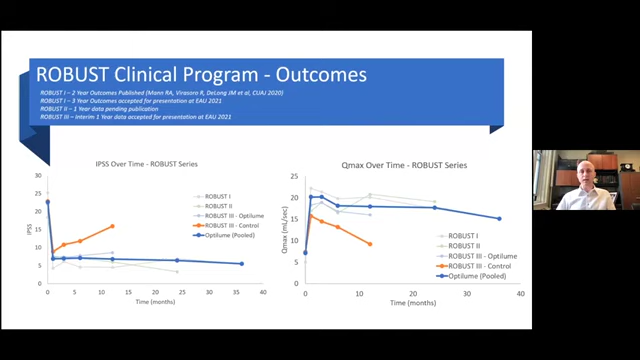 ROBUST Clinical Program - Outcomes
ROBUST I – 2 Year Outcomes Published (Mann RA, Virasoro R, DeLong JM et al, CUAJ 2020)
ROBUST I – 3 Year Outcomes accepted for presentation at EAU 2021
ROBUST II – 1 Year data pending publication
ROBUST III – Interim 1 Year data accepted for presentation at EAU 2021
IPSS Over Time - ROBUST Series
30
25
20
15
10
5
0
IPSS
0 5 10 15 20 25 30 35 40
Time (months)
ROBUST I
ROBUST II
ROBUST III - Optilume
ROBUST III - Control
Optilume (Pooled)
Qmax Over Time - ROBUST Series
25
20
15
10
5
0
Qmax (mL/sec)
0 10 20 30 40
Time (months)
ROBUST I
ROBUST II
ROBUST III - Optilume
ROBUST III - Control
Optilume (Pooled)